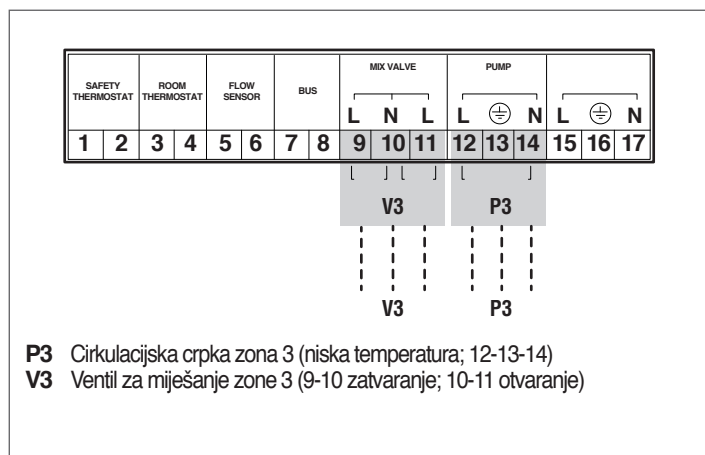 SAFETY THERMOSTAT ROOM THERMOSTAT FLOW SENSOR BUS MIX VALVE PUMP
L N L L N L N
1 2 3 4 5 6 7 8 9 10 11 12 13 14 15 16 17
V3 P3
V3 P3
P3 Cirkulacijska crpka zona 3 (niska temperatura; 12-13-14)
V3 Ventil za miješanje zone 3 (9-10 zatvaranje; 10-11 otvaranje)